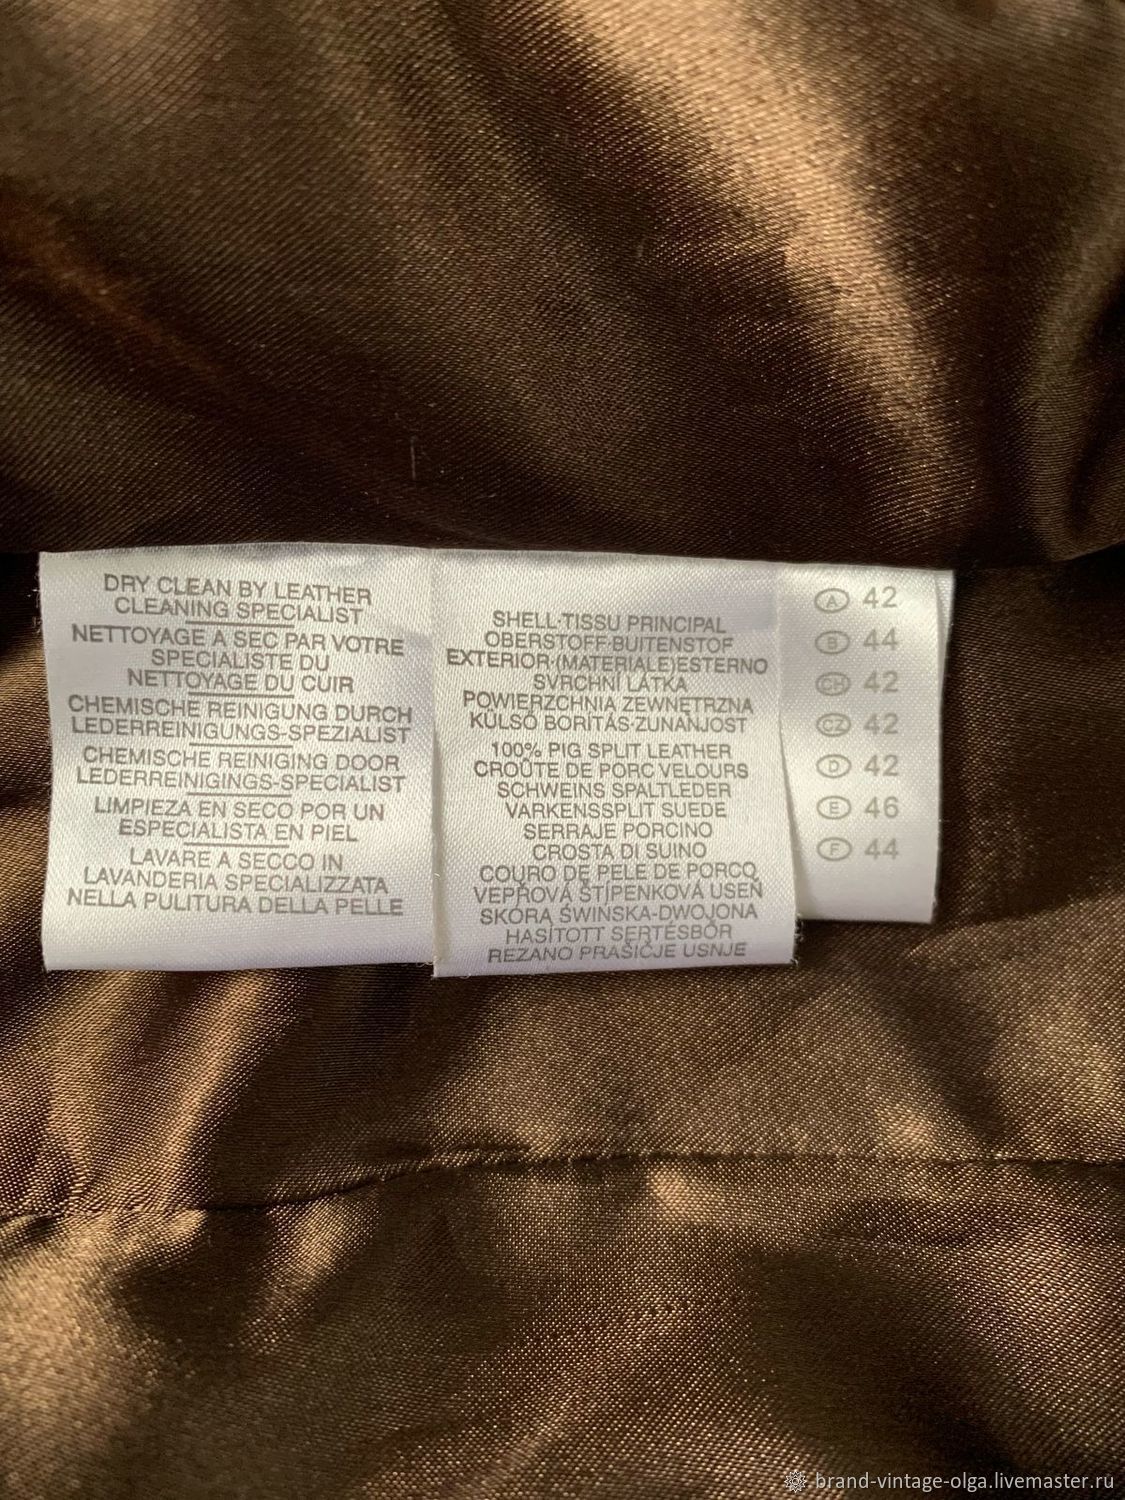 DRY CLEAN BY LEATHER
CLEANING SPECIALIST
NETTOYAGE A SEC PAR VOTRE
SPECIALISTE DU
NETTOYAGE DU CUIR
CHEMISCHE REINIGUNG DURCH
LEDERREINIGUNGS-SPEZIALIST
CHEMISCHE REINIGING DOOR
LEDERREINIGINGS-SPECIALIST
LIMPIEZA EN SECO POR UN
ESPECIALISTA EN PIEL
LAVARE A SECCO IN
LAVANDERIA SPECIALIZZATA
NELLA PULITURA DELLA PELLE
SHELL·TISSU PRINCIPAL
OBERSTOFF·BUITENSTOF
EXTERIOR·(MATERIALE)ESTERNO
SVRCHNÍ LÁTKA
POWIERZCHNIA ZEWNĘTRZNA
KÜLSŐ BORÍTÁS-ZUNANJOST
100% PIG SPLIT LEATHER
CROÛTE DE PORC VELOURS
SCHWEINS SPALTLEDER
VARKENSSPLIT SUEDE
SERRAJE PORCINO
CROSTA DI SUINO
COURO DE PELE DE PORCO
VEPŘOVÁ ŠTÍPENKOVÁ USEŇ
SKÓRA ŚWIŃSKA-DWOJONA
HASÍTOTT SERTÉSBŐR
REZANO PRAŠIČJE USNJE
A 42
B 44
CH 42
CZ 42
D 42
E 46
F 44
brand-vintage-olga.livemaster.ru